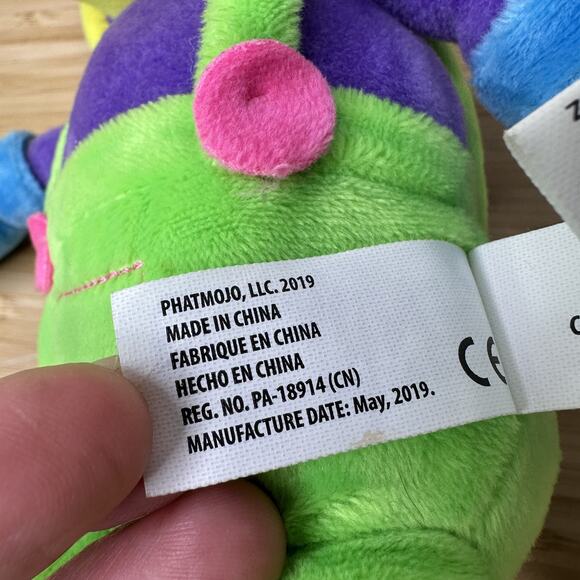 PHATMOJO, LLC. 2019
MADE IN CHINA
FABRIQUE EN CHINA
HECHO EN CHINA
REG. NO. PA-18914 (CN)
MANUFACTURE DATE: May, 2019.
CE